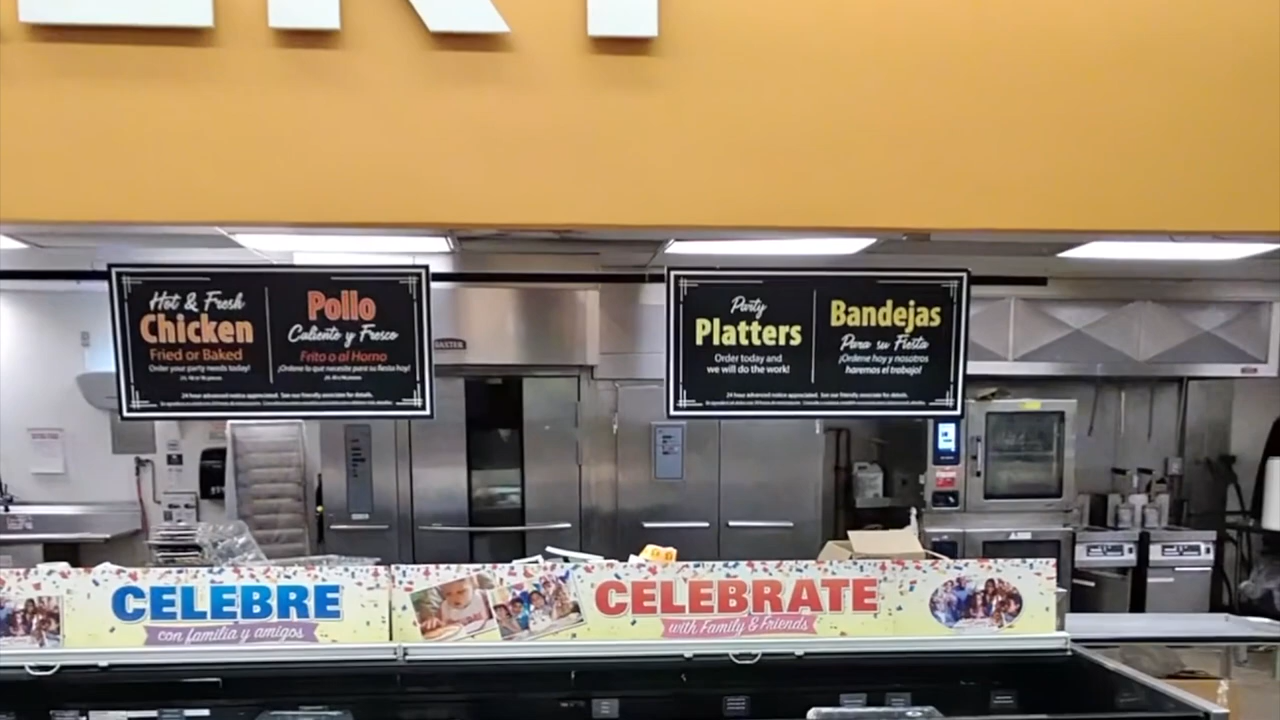 Hot & Fresh
Chicken
Fried or Baked
Order your party needs today!
Pollo
Caliente y Fresco
Frito o al Horno
¡Ordene lo que necesite para su fiesta hoy!
24 hour advanced notice appreciated. See our friendly associate for details.
Party
Platters
Order today and
we will do the work!
Bandejas
Para su Fiesta
¡Ordene hoy y nosotros
haremos el trabajo!
24 hour advanced notice appreciated. See our friendly associate for details.
BAXTER
CELEBRE
con familia y amigos
CELEBRATE
with Family & Friends